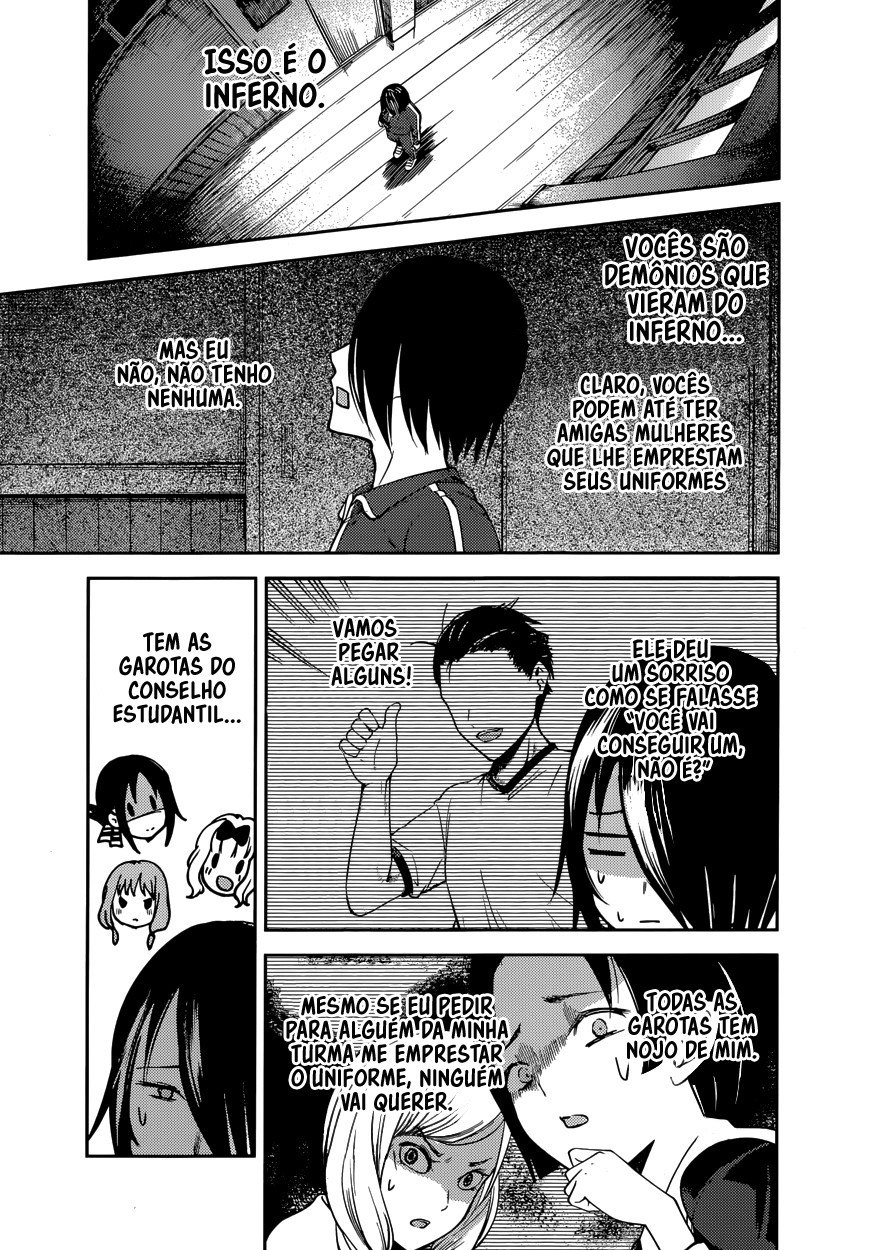 ISSO É O
INFERNO.
VOCÊS SÃO
DEMÔNIOS QUE
VIERAM DO
INFERNO...
CLARO, VOCÊS
PODEM ATÉ TER
AMIGAS MULHERES
QUE LHE EMPRESTAM
SEUS UNIFORMES
MAS EU
NÃO, NÃO TENHO
NENHUMA.
ELE DEU
UM SORRISO
COMO SE FALASSE
"VOCÊ VAI
CONSEGUIR UM,
NÃO É?"
VAMOS
PEGAR
ALGUNS!
TEM AS
GAROTAS DO
CONSELHO
ESTUDANTIL...
TODAS AS
GAROTAS TEM
NOJO DE MIM.
MESMO SE EU PEDIR
PARA ALGUÉM DA MINHA
TURMA ME EMPRESTAR
O UNIFORME, NINGUÉM
VAI QUERER.